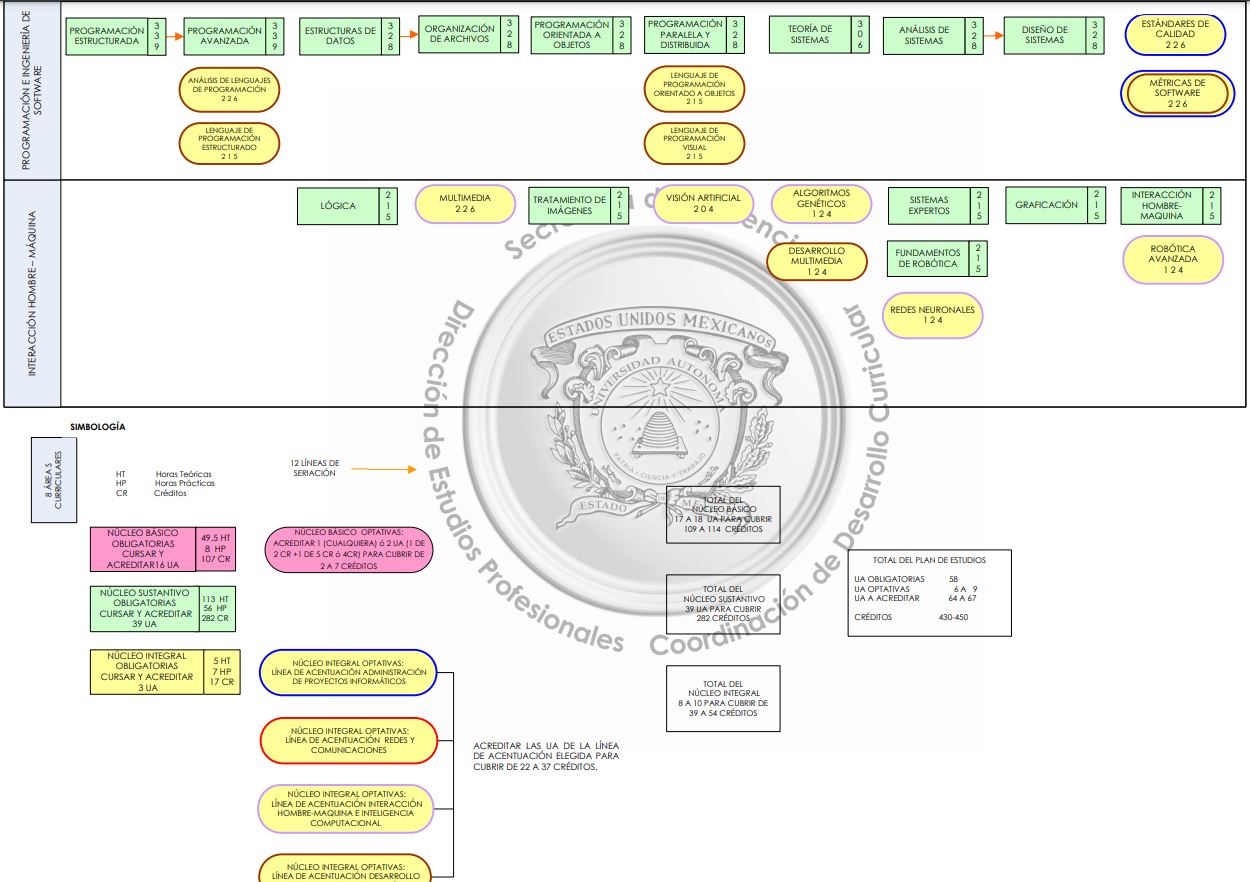 PROGRAMACIÓN E INGENIERÍA DE
SOFTWARE
PROGRAMACIÓN
ESTRUCTURADA
3
3
9
PROGRAMACIÓN
AVANZADA
3
3
9
ESTRUCTURAS DE
DATOS
3
2
8
ORGANIZACIÓN
DE ARCHIVOS
3
2
8
PROGRAMACIÓN
ORIENTADA A
OBJETOS
3
2
8
PROGRAMACIÓN
PARALELA Y
DISTRIBUIDA
3
2
8
TEORÍA DE
SISTEMAS
3
0
6
ANÁLISIS DE
SISTEMAS
3
2
8
DISEÑO DE
SISTEMAS
3
2
8
ESTÁNDARES DE
CALIDAD
2 2 6
ANÁLISIS DE LENGUAJES
DE PROGRAMACIÓN
2 2 6
LENGUAJE DE
PROGRAMACIÓN
ORIENTADO A OBJETOS
2 1 5
MÉTRICAS DE
SOFTWARE
2 2 6
LENGUAJE DE
PROGRAMACIÓN
ESTRUCTURADO
2 1 5
LENGUAJE DE
PROGRAMACIÓN
VISUAL
2 1 5
INTERACCIÓN HOMBRE – MÁQUINA
LÓGICA
2
1
5
MULTIMEDIA
2 2 6
TRATAMIENTO DE
IMÁGENES
2
1
5
VISIÓN ARTIFICIAL
2 0 4
ALGORITMOS
GENÉTICOS
1 2 4
SISTEMAS
EXPERTOS
2
1
5
GRAFICACIÓN
2
1
5
INTERACCIÓN
HOMBRE-
MAQUINA
2
1
5
DESARROLLO
MULTIMEDIA
1 2 4
FUNDAMENTOS
DE ROBÓTICA
2
1
5
ROBÓTICA
AVANZADA
1 2 4
REDES NEURONALES
1 2 4
ESTADOS UNIDOS MEXICANOS
UNIVERSIDAD AUTONOMA
PATRIA • CIENCIA Y TRABAJO
ESTADO
Dirección de Estudios Profesionales
Coordinación de Desarrollo Curricular
SIMBOLOGÍA
8 ÁREA S
CURRICULARES
HT Horas Teóricas
HP Horas Prácticas
CR Créditos
12 LÍNEAS DE
SERIACIÓN
NÚCLEO BÁSICO
OBLIGATORIAS
CURSAR Y
ACREDITAR16 UA
49.5 HT
8 HP
107 CR
NÚCLEO BÁSICO OPTATIVAS:
ACREDITAR 1 (CUALQUIERA) ó 2 UA (1 DE
2 CR +1 DE 5 CR ó 4CR) PARA CUBRIR DE
2 A 7 CRÉDITOS
TOTAL DEL
NÚCLEO BÁSICO
17 A 18 UA PARA CUBRIR
109 A 114 CRÉDITOS
NÚCLEO SUSTANTIVO
OBLIGATORIAS
CURSAR Y ACREDITAR
39 UA
113 HT
56 HP
282 CR
TOTAL DEL
NÚCLEO SUSTANTIVO
39 UA PARA CUBRIR
282 CRÉDITOS
TOTAL DEL PLAN DE ESTUDIOS
UA OBLIGATORIAS 58
UA OPTATIVAS 6 A 9
UA A ACREDITAR 64 A 67
CRÉDITOS 430-450
NÚCLEO INTEGRAL
OBLIGATORIAS
CURSAR Y ACREDITAR
3 UA
5 HT
7 HP
17 CR
NÚCLEO INTEGRAL OPTATIVAS:
LÍNEA DE ACENTUACIÓN ADMINISTRACIÓN
DE PROYECTOS INFORMÁTICOS
TOTAL DEL
NÚCLEO INTEGRAL
8 A 10 PARA CUBRIR DE
39 A 54 CRÉDITOS
NÚCLEO INTEGRAL OPTATIVAS:
LÍNEA DE ACENTUACIÓN REDES Y
COMUNICACIONES
ACREDITAR LAS UA DE LA LÍNEA
DE ACENTUACIÓN ELEGIDA PARA
CUBRIR DE 22 A 37 CRÉDITOS.
NÚCLEO INTEGRAL OPTATIVAS:
LÍNEA DE ACENTUACIÓN INTERACCIÓN
HOMBRE-MAQUINA E INTELIGENCIA
COMPUTACIONAL
NÚCLEO INTEGRAL OPTATIVAS:
LÍNEA DE ACENTUACIÓN DESARROLLO